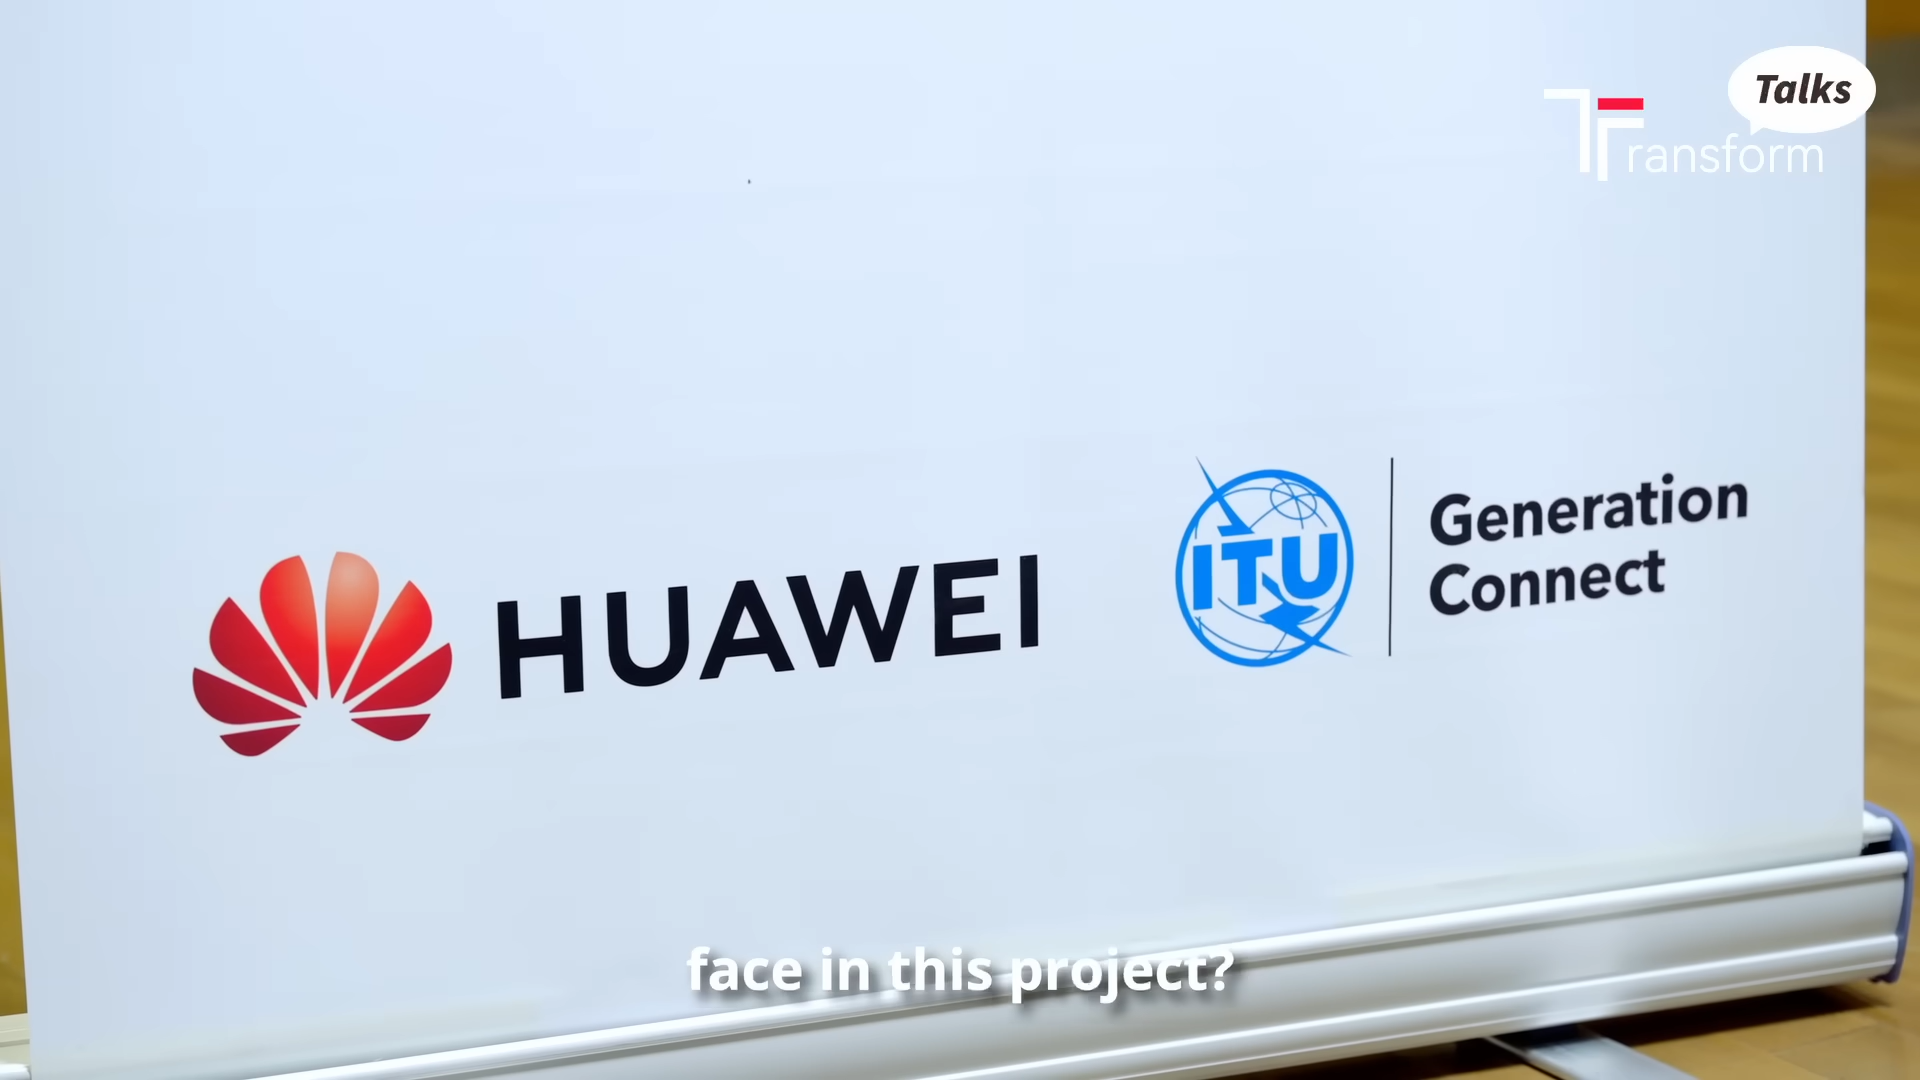 Talks
Transform
HUAWEI
ITU
Generation
Connect
face in this project?